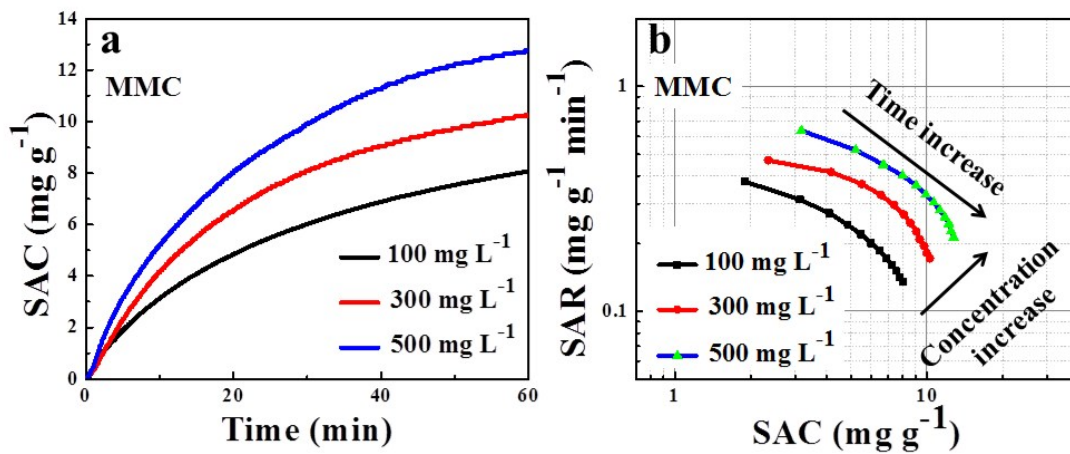 a
MMC
SAC (mg g⁻¹)
14
12
10
8
6
4
2
0
0
20
40
60
Time (min)
100 mg L⁻¹
300 mg L⁻¹
500 mg L⁻¹
b
MMC
SAR (mg g⁻¹ min⁻¹)
1
0.1
1
10
SAC (mg g⁻¹)
Time increase
100 mg L⁻¹
300 mg L⁻¹
500 mg L⁻¹
Concentration
increase